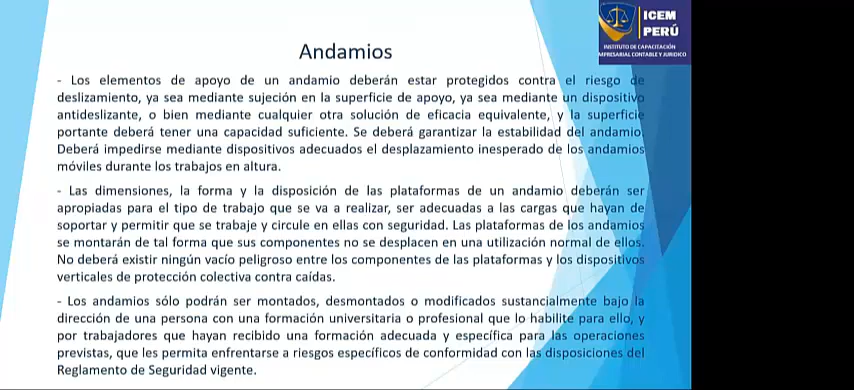 ICEM
PERÚ
INSTITUTO DE CAPACITACIÓN
EMPRESARIAL CONTABLE Y JURIDICO
Andamios
- Los elementos de apoyo de un andamio deberán estar protegidos contra el riesgo de
deslizamiento, ya sea mediante sujeción en la superficie de apoyo, ya sea mediante un dispositivo
antideslizante, o bien mediante cualquier otra solución de eficacia equivalente, y la superficie
portante deberá tener una capacidad suficiente. Se deberá garantizar la estabilidad del andamio.
Deberá impedirse mediante dispositivos adecuados el desplazamiento inesperado de los andamios
móviles durante los trabajos en altura.
- Las dimensiones, la forma y la disposición de las plataformas de un andamio deberán ser
apropiadas para el tipo de trabajo que se va a realizar, ser adecuadas a las cargas que hayan de
soportar y permitir que se trabaje y circule en ellas con seguridad. Las plataformas de los andamios
se montarán de tal forma que sus componentes no se desplacen en una utilización normal de ellos.
No deberá existir ningún vacío peligroso entre los componentes de las plataformas y los dispositivos
verticales de protección colectiva contra caídas.
- Los andamios sólo podrán ser montados, desmontados o modificados sustancialmente bajo la
dirección de una persona con una formación universitaria o profesional que lo habilite para ello, y
por trabajadores que hayan recibido una formación adecuada y específica para las operaciones
previstas, que les permita enfrentarse a riesgos específicos de conformidad con las disposiciones del
Reglamento de Seguridad vigente.